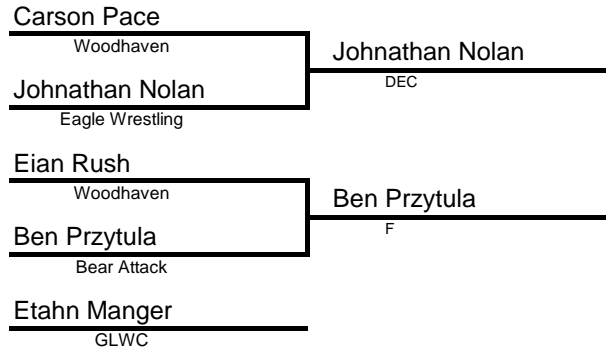 Carson Pace
Woodhaven
Johnathan Nolan
DEC
Johnathan Nolan
Eagle Wrestling
Eian Rush
Woodhaven
Ben Przytula
F
Ben Przytula
Bear Attack
Etahn Manger
GLWC